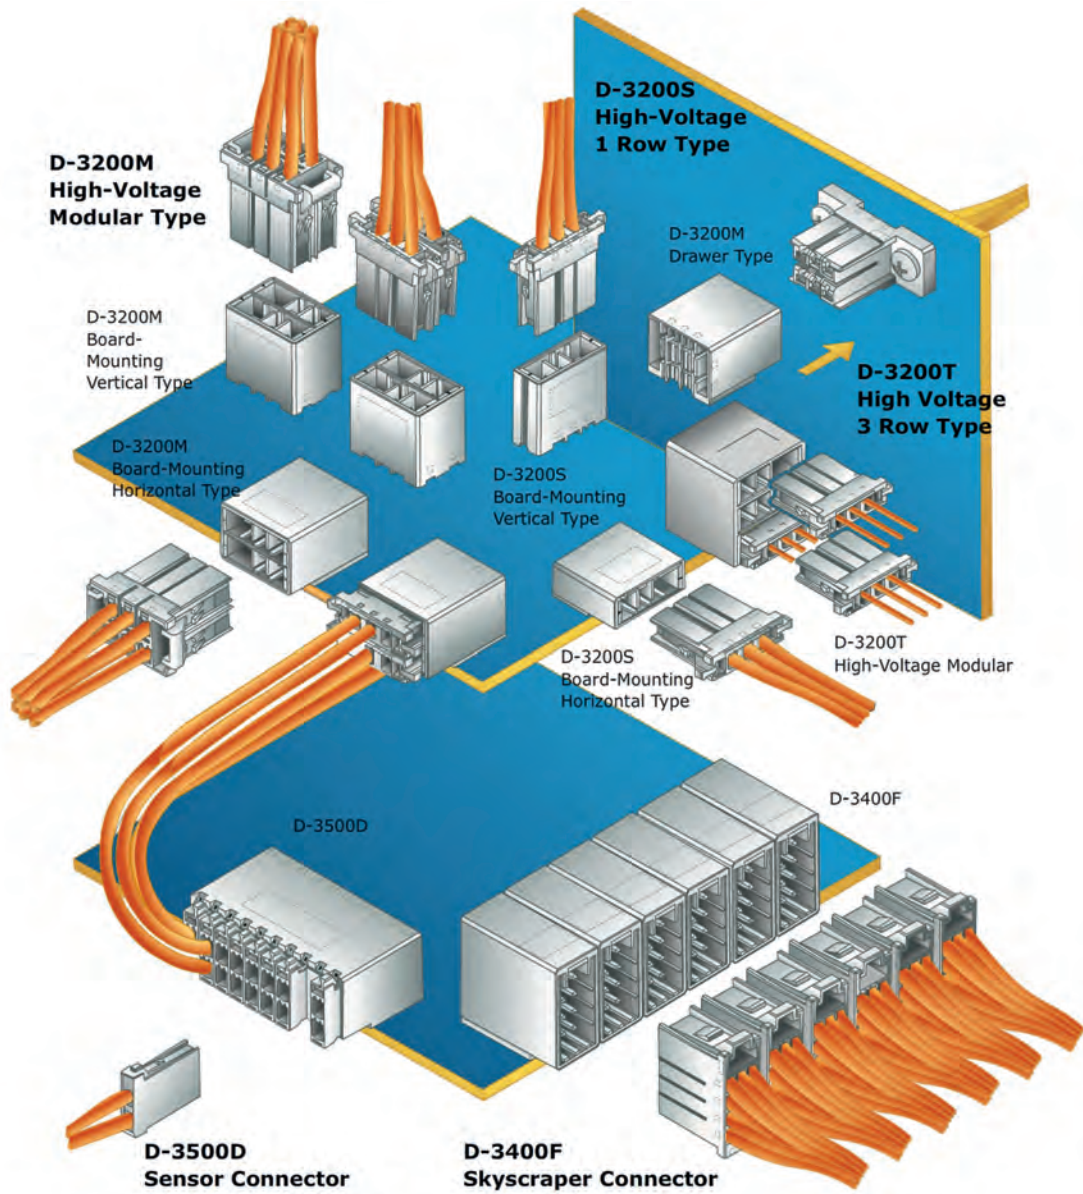 D-3200S
High-Voltage
1 Row Type
D-3200M
High-Voltage
Modular Type
D-3200M
Drawer Type
D-3200M
Board-
Mounting
Vertical Type
D-3200T
High Voltage
3 Row Type
D-3200M
Board-Mounting
Horizontal Type
D-3200S
Board-Mounting
Vertical Type
D-3200T
High-Voltage Modular
D-3200S
Board-Mounting
Horizontal Type
D-3400F
D-3500D
D-3500D
Sensor Connector
D-3400F
Skyscraper Connector